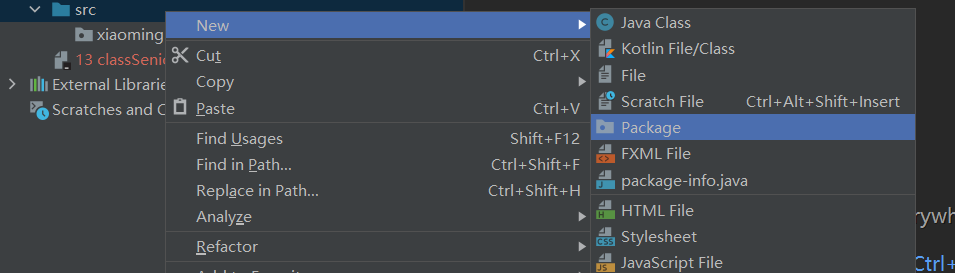 src
xiaoming
13 classSeni
External Librarie
Scratches and C
New
Cut Ctrl+X
Copy
Paste Ctrl+V
Find Usages Shift+F12
Find in Path... Ctrl+Shift+F
Replace in Path... Ctrl+Shift+H
Analyze
Refactor
Java Class
Kotlin File/Class
File
Scratch File Ctrl+Alt+Shift+Insert
Package
FXML File
package-info.java
HTML File
Stylesheet
JavaScript File
rywh
Ctrl+